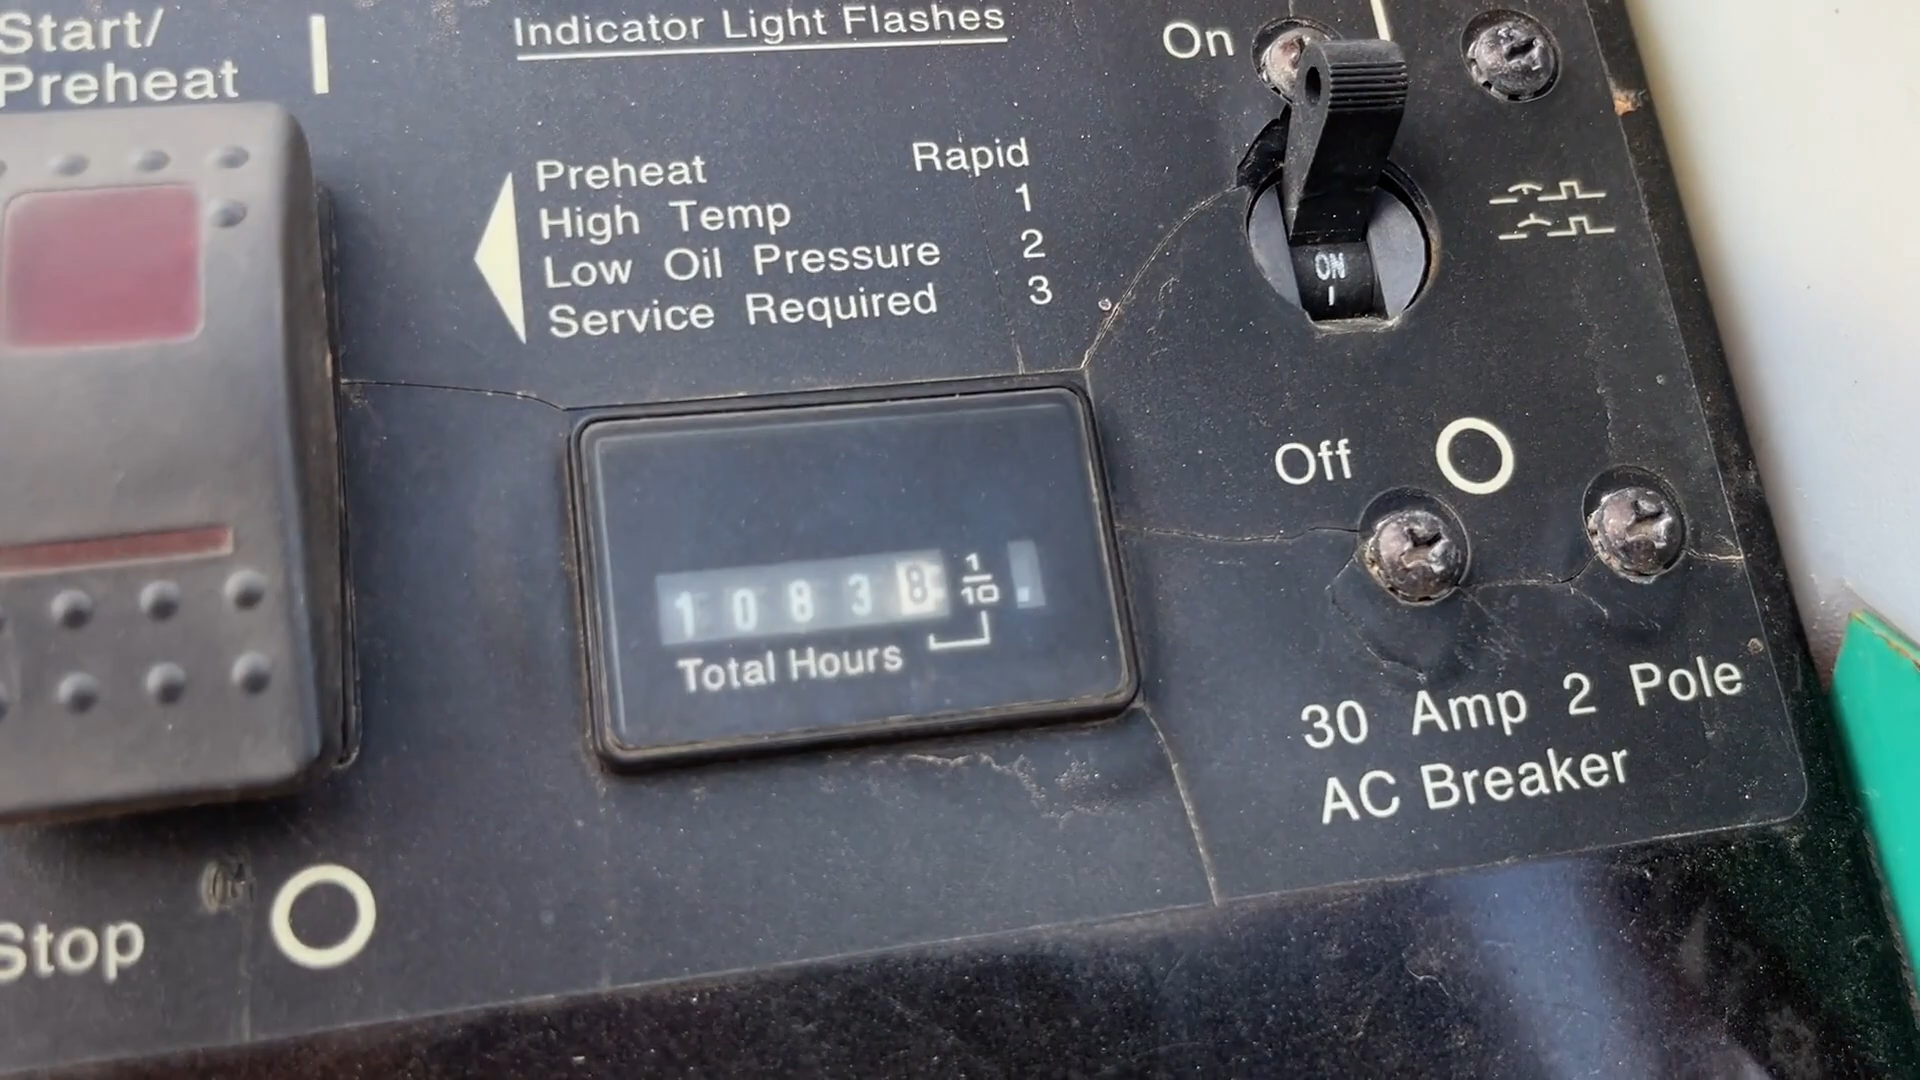 Start/
Preheat
Indicator Light Flashes
Preheat Rapid
High Temp 1
Low Oil Pressure 2
Service Required 3
On
ON
Off
1 0 8 3 8 1/10
Total Hours
30 Amp 2 Pole
AC Breaker
Stop